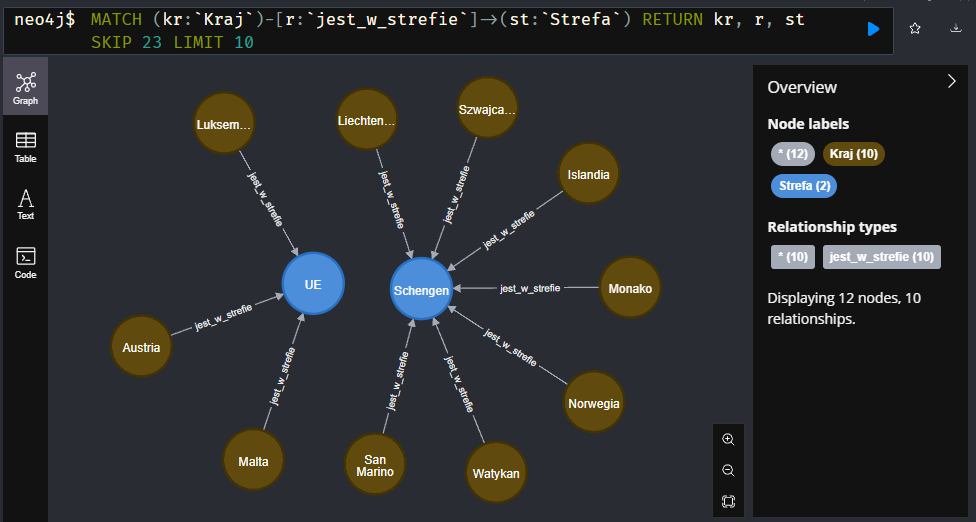 neo4j$ MATCH (kr:`Kraj`)-[r:`jest_w_strefie`]->(st:`Strefa`) RETURN kr, r, st
SKIP 23 LIMIT 10
Graph
Table
Text
Code
Luksem...
Liechten...
Szwajca...
Islandia
UE
Schengen
Monako
Austria
Norwegia
Malta
San
Marino
Watykan
jest_w_strefie
jest_w_strefie
jest_w_strefie
jest_w_strefie
jest_w_strefie
jest_w_strefie
jest_w_strefie
jest_w_strefie
jest_w_strefie
jest_w_strefie
Overview
Node labels
* (12) Kraj (10)
Strefa (2)
Relationship types
* (10) jest_w_strefie (10)
Displaying 12 nodes, 10
relationships.